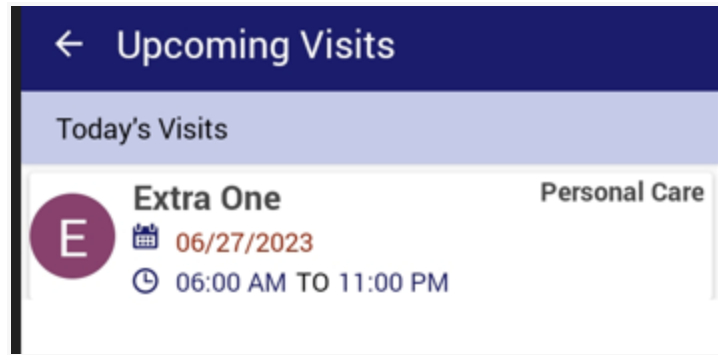 Upcoming Visits
Today's Visits
Extra One
Personal Care
E
06/27/2023
06:00 AM TO 11:00 PM